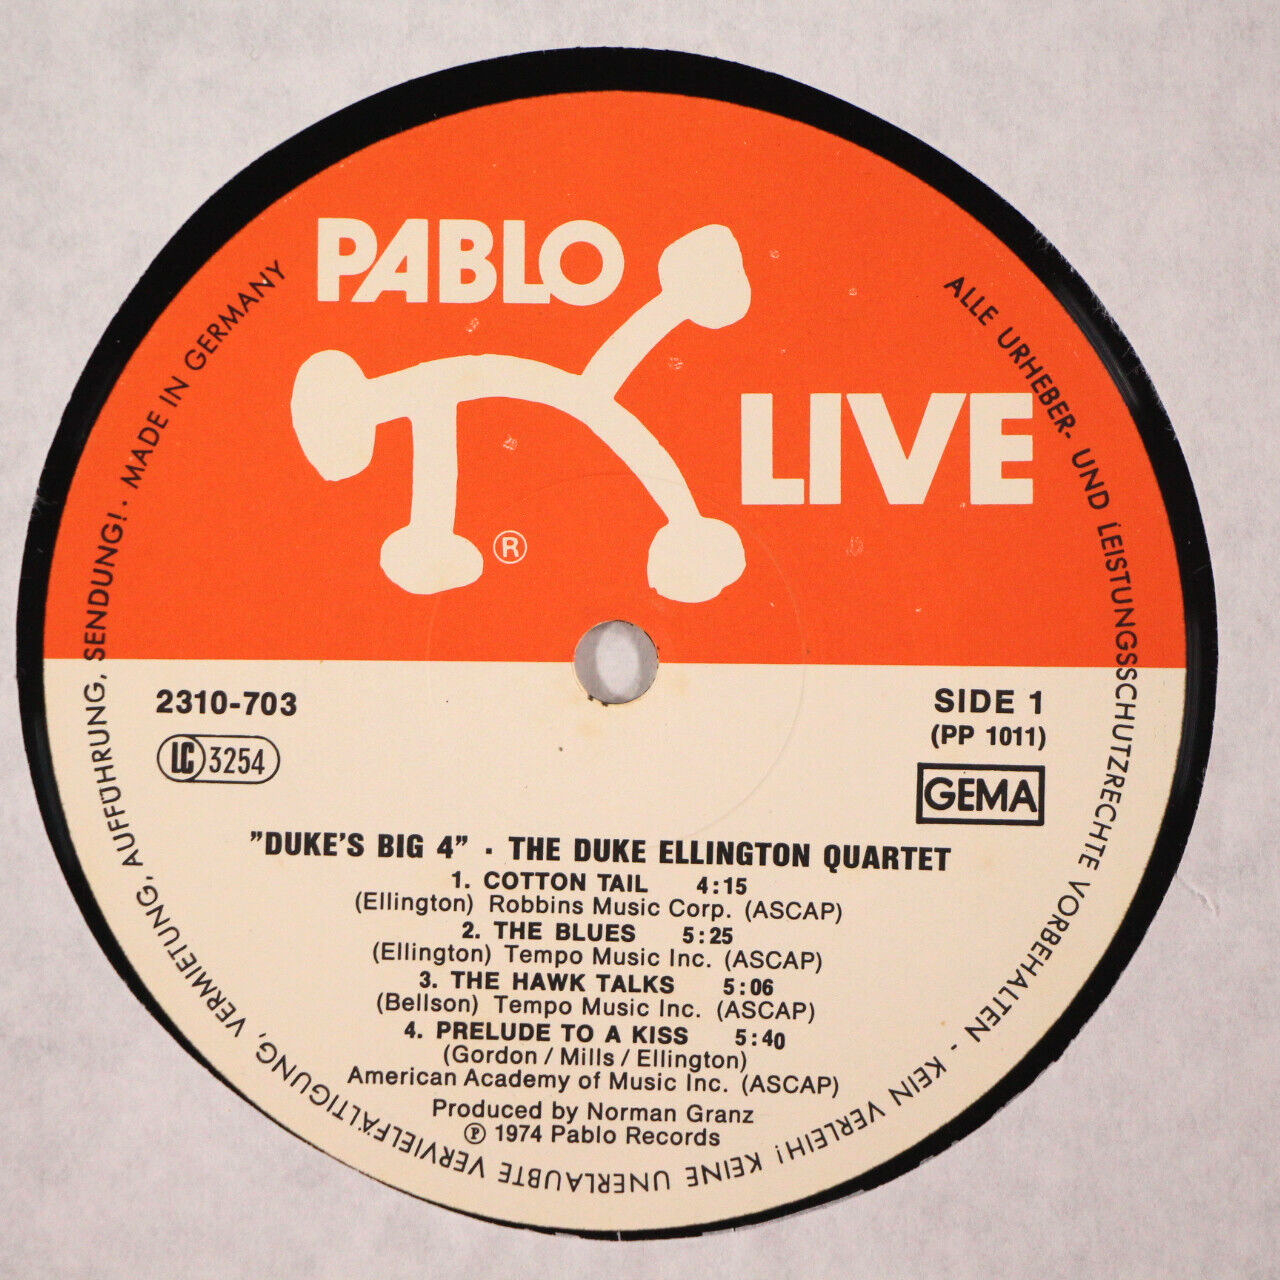 PABLO
LIVE
®
2310-703
LC 3254
SIDE 1
(PP 1011)
GEMA
"DUKE'S BIG 4" · THE DUKE ELLINGTON QUARTET
1. COTTON TAIL 4:15
(Ellington) Robbins Music Corp. (ASCAP)
2. THE BLUES 5:25
(Ellington) Tempo Music Inc. (ASCAP)
3. THE HAWK TALKS 5:06
(Bellson) Tempo Music Inc. (ASCAP)
4. PRELUDE TO A KISS 5:40
(Gordon / Mills / Ellington)
American Academy of Music Inc. (ASCAP)
Produced by Norman Granz
℗ 1974 Pablo Records
ALLE URHEBER- UND LEISTUNGSSCHUTZRECHTE VORBEHALTEN - KEIN VERLEIH! KEINE UNERLAUBTE VERVIELFÄLTIGUNG, VERMIETUNG, AUFFÜHRUNG, SENDUNG! · MADE IN GERMANY